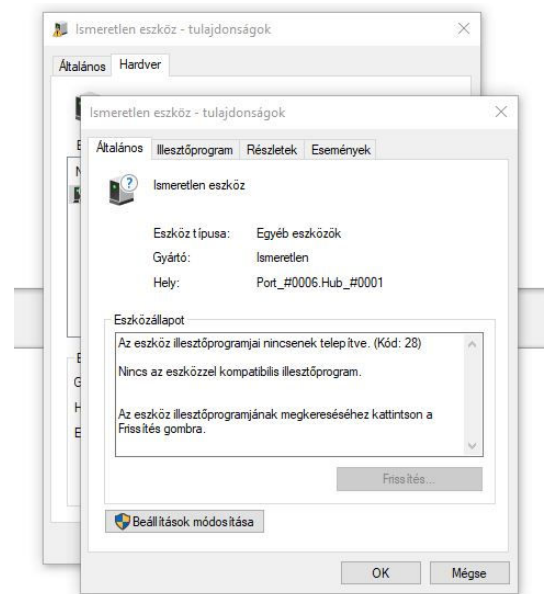 Ismeretlen eszköz - tulajdonságok
Általános Hardver
Ismeretlen eszköz - tulajdonságok
Általános Illesztőprogram Részletek Események
Ismeretlen eszköz
Eszköz típusa: Egyéb eszközök
Gyártó: Ismeretlen
Hely: Port_#0006.Hub_#0001
Eszközállapot
Az eszköz illesztőprogramjai nincsenek telepítve. (Kód: 28)
Nincs az eszközzel kompatibilis illesztőprogram.
Az eszköz illesztőprogramjának megkereséséhez kattintson a
Frissítés gombra.
Frissítés...
Beállítások módosítása
OK Mégse